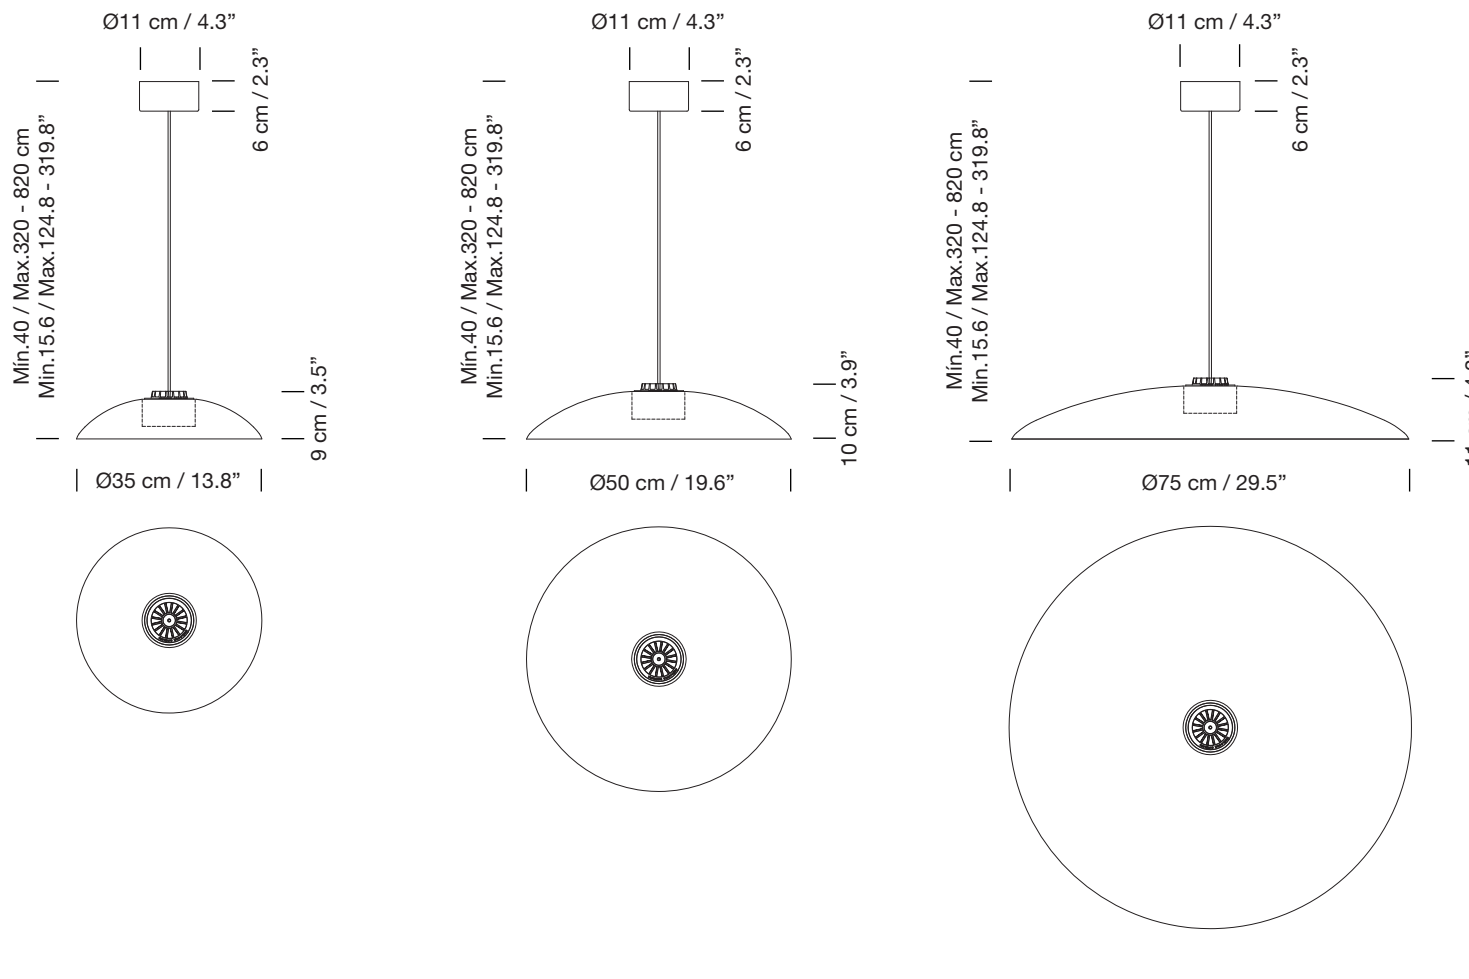 Ø11 cm / 4.3”
6 cm / 2.3”
Mín.40 / Max.320 - 820 cm
Min.15.6 / Max.124.8 - 319.8”
9 cm / 3.5”
Ø35 cm / 13.8”
Ø11 cm / 4.3”
6 cm / 2.3”
Mín.40 / Max.320 - 820 cm
Min.15.6 / Max.124.8 - 319.8”
10 cm / 3.9”
Ø50 cm / 19.6”
Ø11 cm / 4.3”
6 cm / 2.3”
Mín.40 / Max.320 - 820 cm
Min.15.6 / Max.124.8 - 319.8”
Ø75 cm / 29.5”